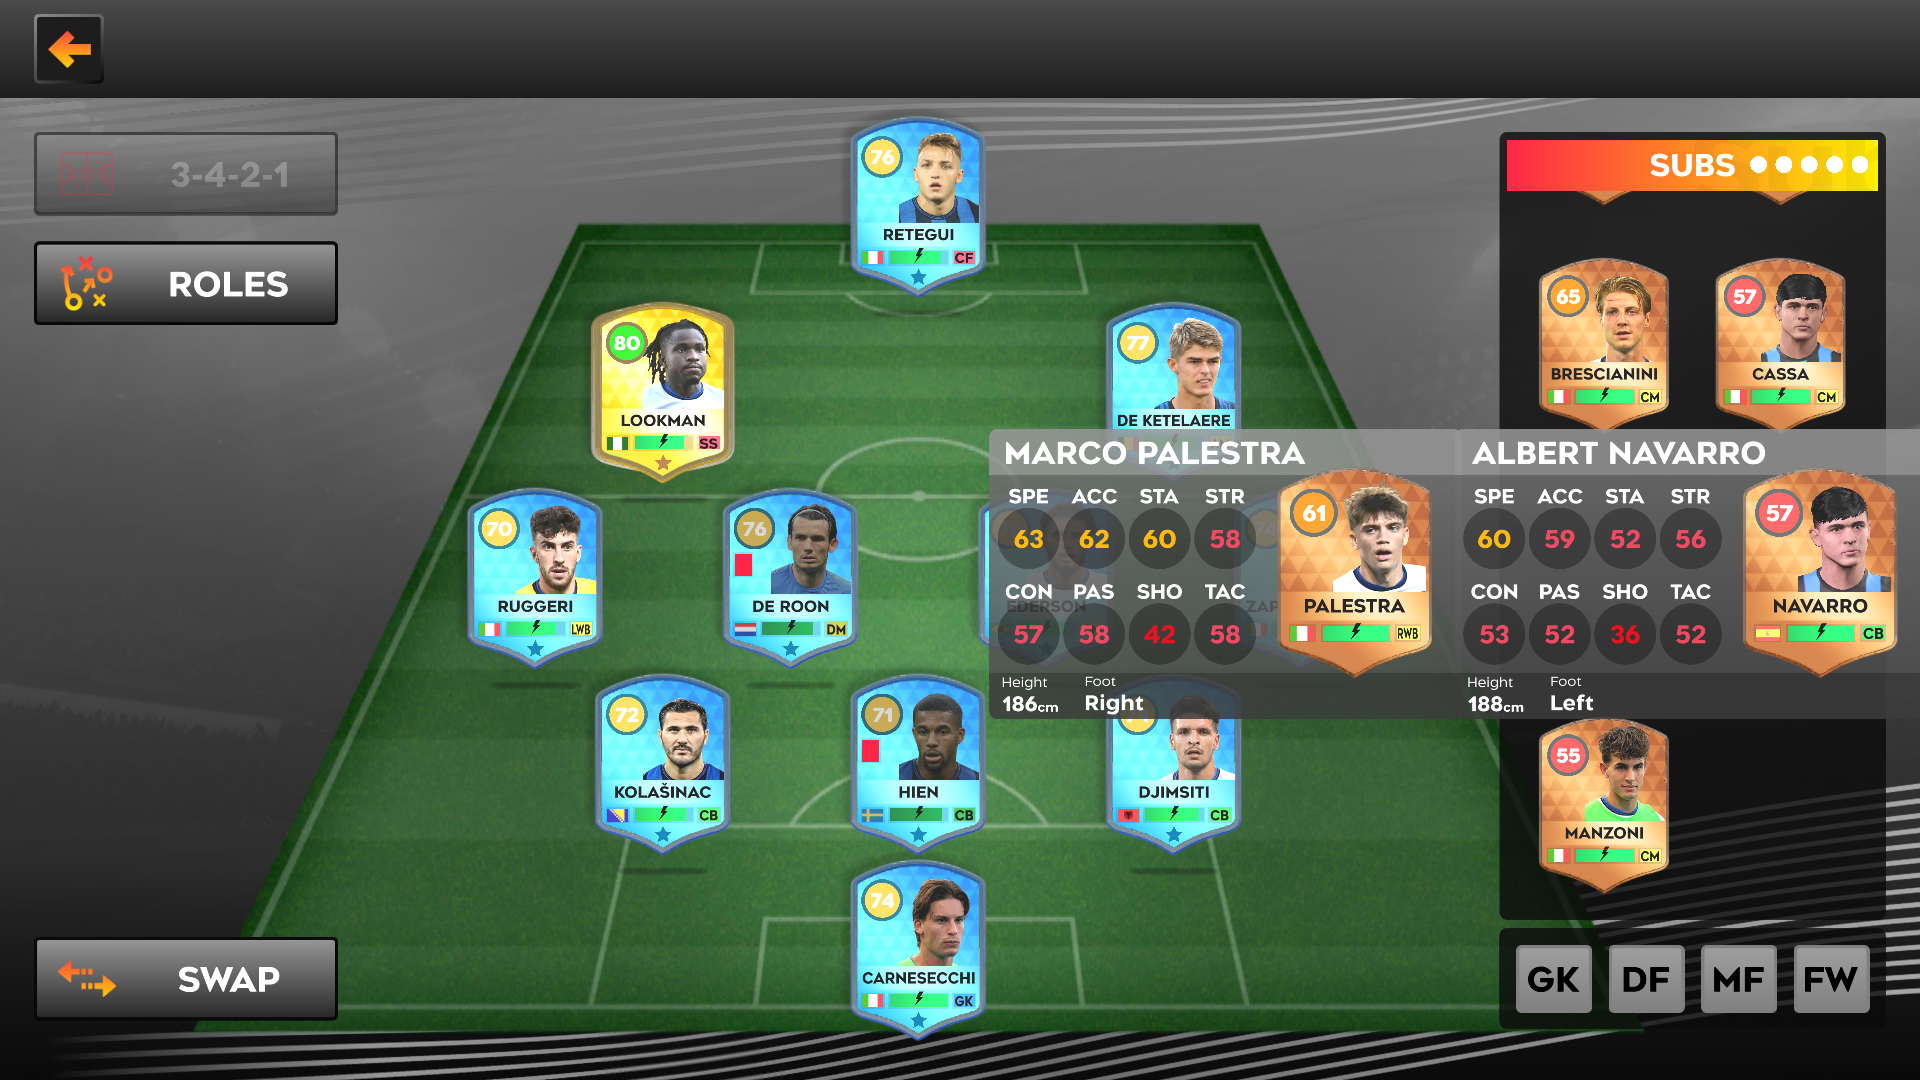 3-4-2-1
ROLES
SWAP
76
RETEGUI
CF
80
LOOKMAN
SS
77
DE KETELAERE
70
RUGGERI
LWB
76
DE ROON
DM
EDERSON
ZAP
72
KOLAŠINAC
CB
71
HIEN
CB
DJIMSITI
CB
74
CARNESECCHI
GK
SUBS
65
BRESCIANINI
CM
57
CASSA
CM
MARCO PALESTRA
SPE ACC STA STR
63 62 60 58
CON PAS SHO TAC
57 58 42 58
Height Foot
186cm Right
61
PALESTRA
RWB
ALBERT NAVARRO
SPE ACC STA STR
60 59 52 56
CON PAS SHO TAC
53 52 36 52
Height Foot
188cm Left
57
NAVARRO
CB
55
MANZONI
CM
GK DF MF FW